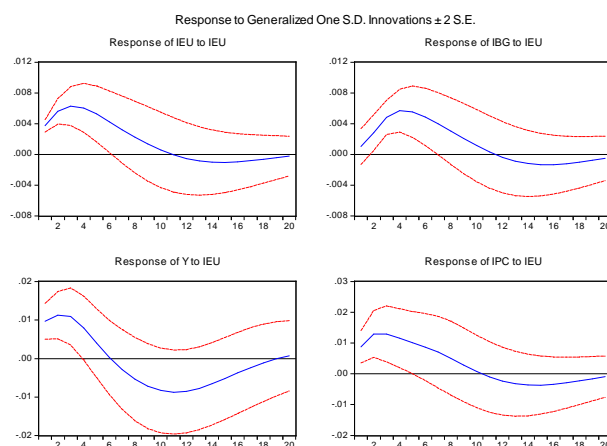 Response to Generalized One S.D. Innovations ± 2 S.E.
Response of IEU to IEU
.012
.008
.004
.000
-.004
-.008
2 4 6 8 10 12 14 16 18 20
Response of IBG to IEU
.012
.008
.004
.000
-.004
-.008
2 4 6 8 10 12 14 16 18 20
Response of Y to IEU
.02
.01
.00
-.01
-.02
2 4 6 8 10 12 14 16 18 20
Response of IPC to IEU
.03
.02
.01
.00
-.01
-.02
2 4 6 8 10 12 14 16 18 20